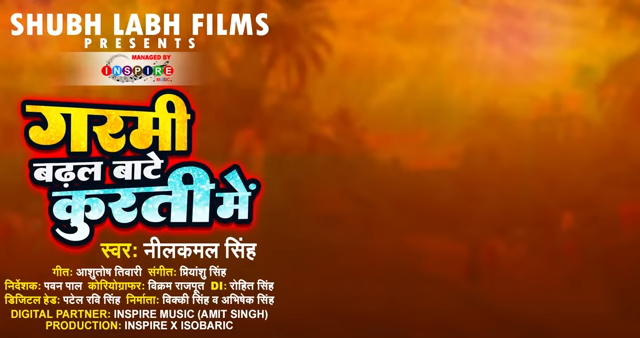 SHUBH LABH FILMS
PRESENTS
MANAGED BY
INSPIRE
MUSIC
गरमी
बढ़ल बाटे
कुरती में
स्वर: नीलकमल सिंह
गीत: आशुतोष तिवारी संगीत: प्रियांशु सिंह
निर्देशक: पवन पाल कोरियोग्राफर: विक्रम राजपूत DI: रोहित सिंह
डिजिटल हेड: पटेल रवि सिंह निर्माता: विक्की सिंह व अभिषेक सिंह
DIGITAL PARTNER: INSPIRE MUSIC (AMIT SINGH)
PRODUCTION: INSPIRE X ISOBARIC